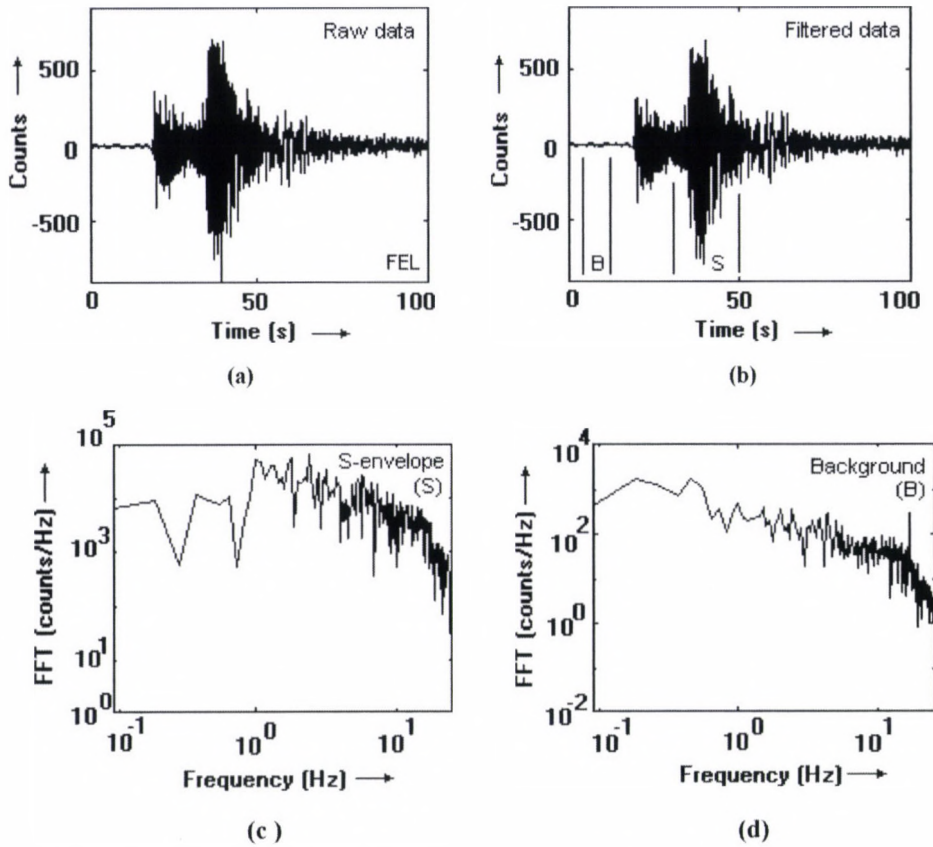 Raw data
Counts
500
0
-500
FEL
0 50 100
Time (s)
(a)
Filtered data
Counts
500
0
-500
B S
0 50 100
Time (s)
(b)
10^5
S-envelope
(S)
FFT (counts/Hz)
10^3
10^1
10^0
10^-1 10^0 10^1
Frequency (Hz)
(c )
10^4
Background
(B)
FFT (counts/Hz)
10^2
10^0
10^-2
10^-1 10^0 10^1
Frequency (Hz)
(d)